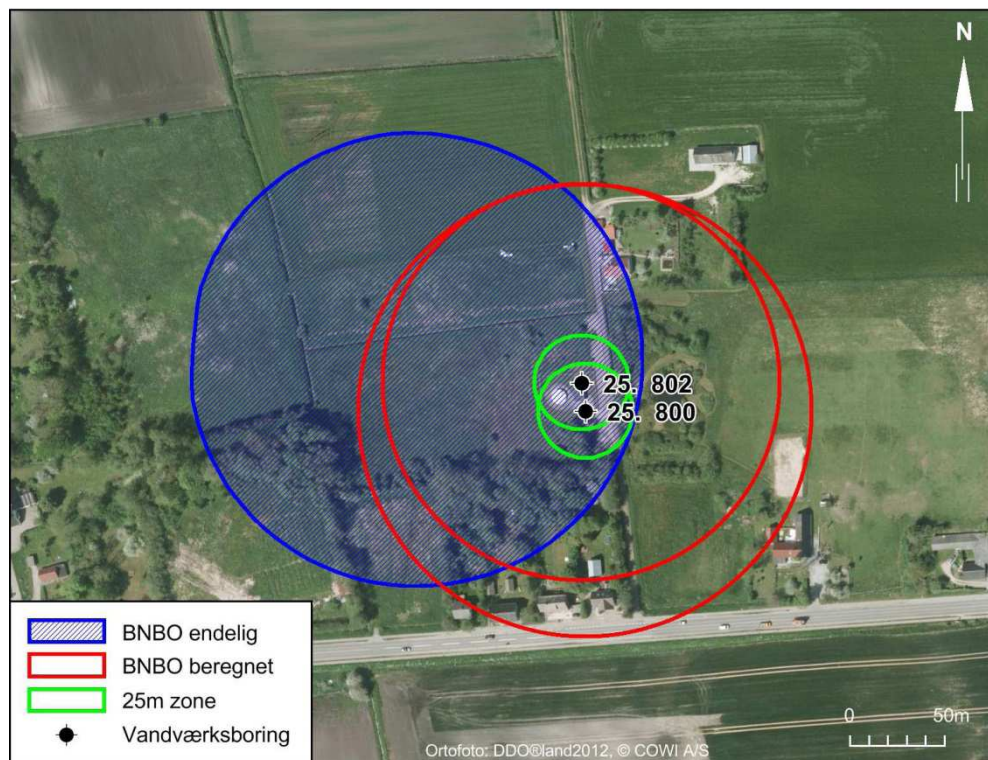 N
25. 802
25. 800
BNBO endelig
BNBO beregnet
25m zone
Vandværksboring
0 50m
Ortofoto: DDO®land2012, © COWI A/S